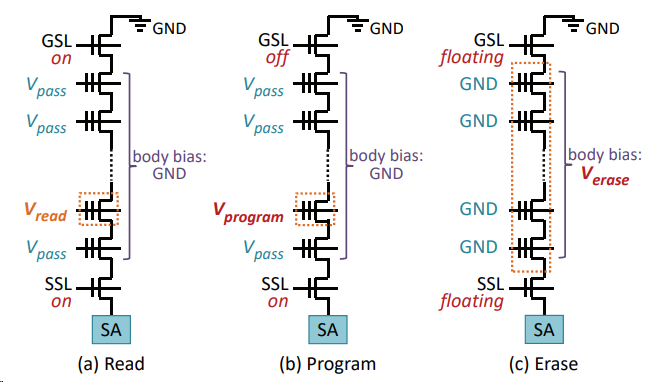 GND
GSL
on
Vpass
Vpass
body bias:
GND
Vread
Vpass
SSL
on
SA
(a) Read
GND
GSL
off
Vpass
Vpass
body bias:
GND
Vprogram
Vpass
SSL
on
SA
(b) Program
GND
GSL
floating
GND
GND
body bias:
Verase
GND
GND
SSL
floating
SA
(c) Erase